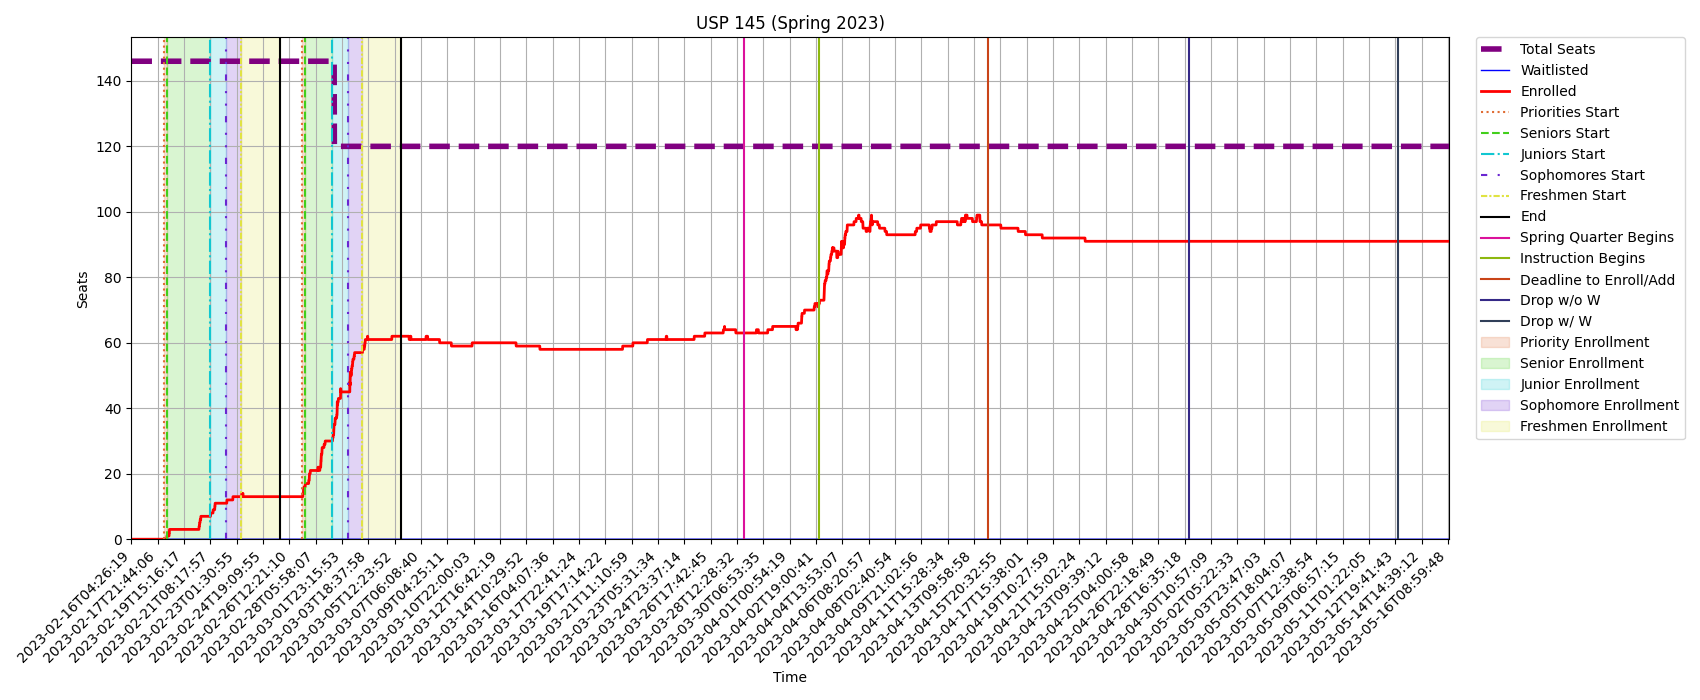 USP 145 (Spring 2023)
Seats
140
120
100
80
60
40
20
0
2023-02-16T04:26:19
2023-02-17T21:44:06
2023-02-19T15:16:17
2023-02-21T08:17:57
2023-02-23T01:30:55
2023-02-24T19:09:55
2023-02-26T12:21:10
2023-02-28T05:58:07
2023-03-01T23:15:53
2023-03-03T18:37:58
2023-03-05T12:23:52
2023-03-07T06:08:40
2023-03-09T04:25:11
2023-03-10T22:00:03
2023-03-12T16:42:19
2023-03-14T10:29:52
2023-03-16T04:07:36
2023-03-17T22:41:24
2023-03-19T17:14:22
2023-03-21T11:10:59
2023-03-23T05:31:34
2023-03-24T23:37:14
2023-03-26T17:42:45
2023-03-28T12:28:32
2023-03-30T06:53:35
2023-04-01T00:54:19
2023-04-02T19:00:41
2023-04-04T13:53:07
2023-04-06T08:20:57
2023-04-08T02:40:54
2023-04-09T21:02:56
2023-04-11T15:28:34
2023-04-13T09:58:58
2023-04-15T20:32:55
2023-04-17T15:38:01
2023-04-19T10:27:59
2023-04-21T15:02:24
2023-04-23T09:39:12
2023-04-25T04:00:58
2023-04-26T22:18:49
2023-04-28T16:35:18
2023-04-30T10:57:09
2023-05-02T05:22:33
2023-05-03T23:47:03
2023-05-05T18:04:07
2023-05-07T12:38:54
2023-05-09T06:57:15
2023-05-11T01:22:05
2023-05-12T19:41:43
2023-05-14T14:39:12
2023-05-16T08:59:48
Time
Total Seats
Waitlisted
Enrolled
Priorities Start
Seniors Start
Juniors Start
Sophomores Start
Freshmen Start
End
Spring Quarter Begins
Instruction Begins
Deadline to Enroll/Add
Drop w/o W
Drop w/ W
Priority Enrollment
Senior Enrollment
Junior Enrollment
Sophomore Enrollment
Freshmen Enrollment